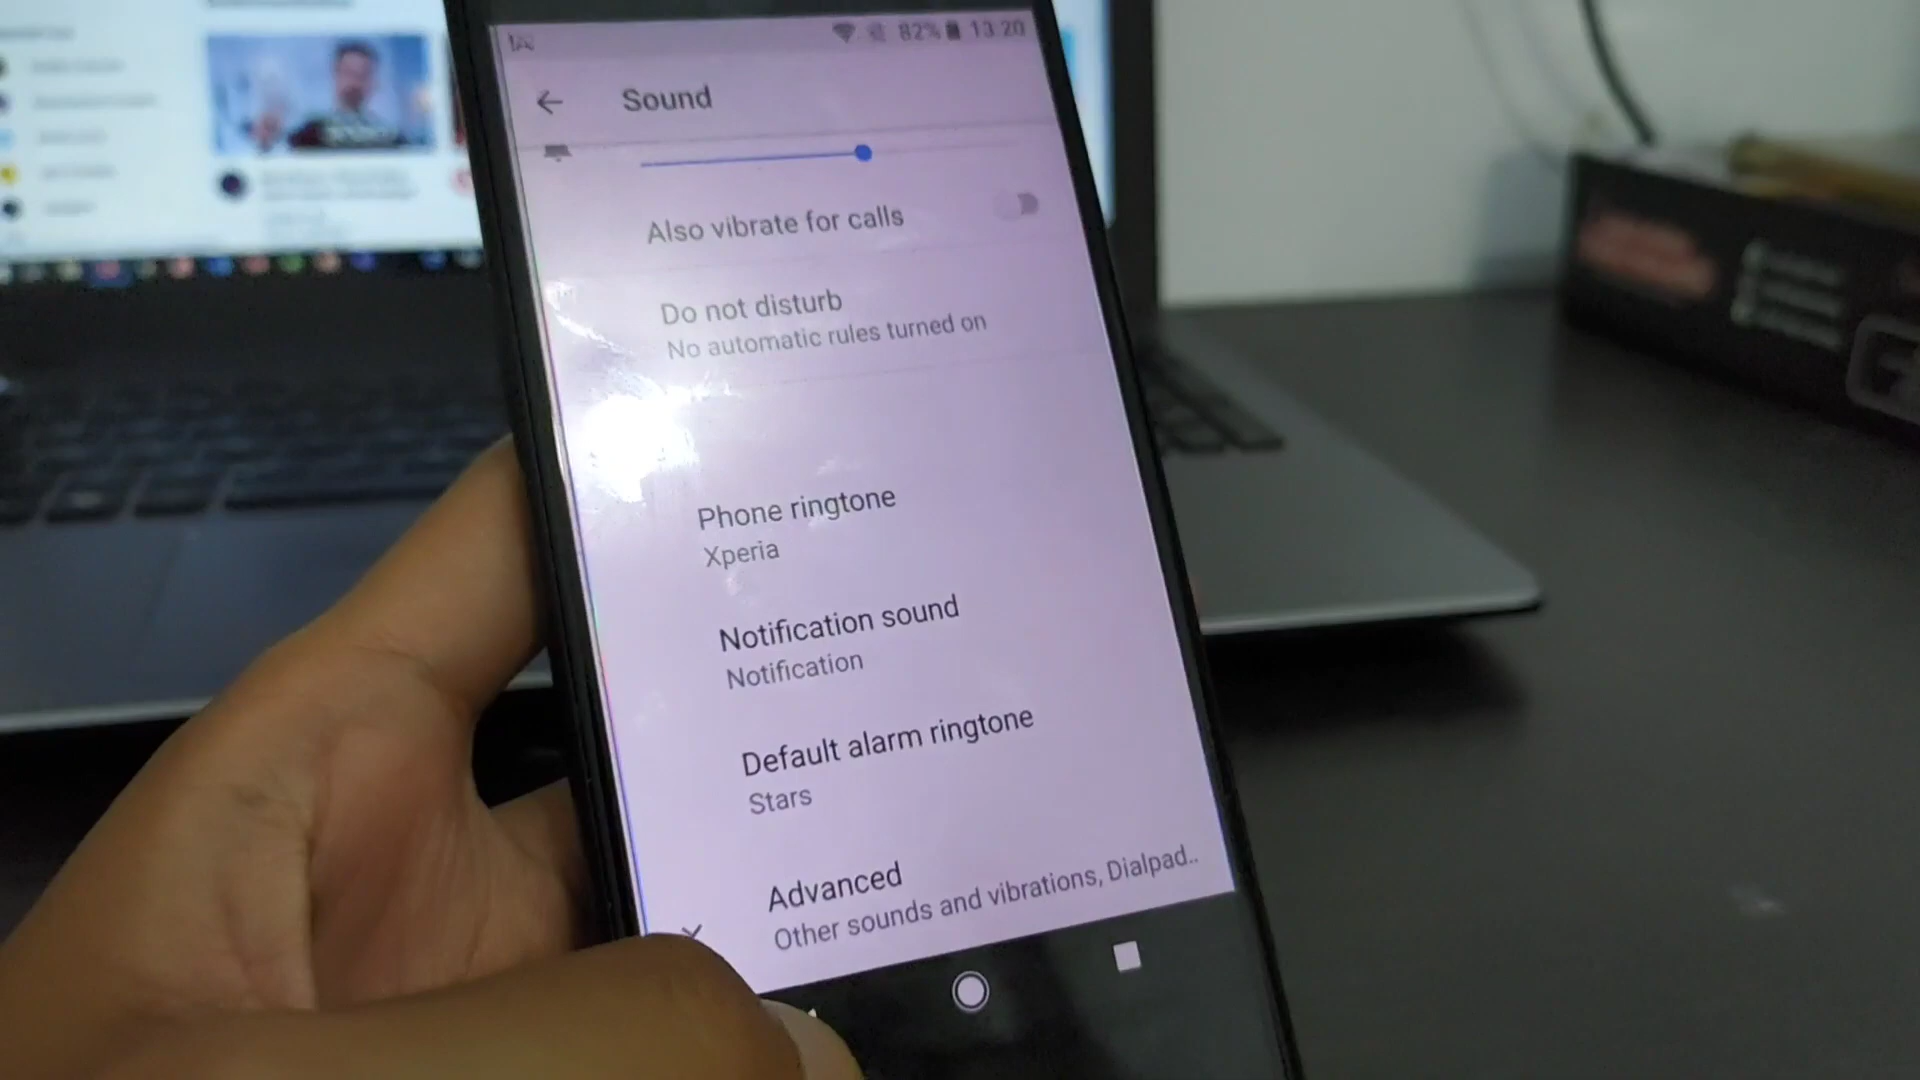 82% 13:20
Sound
Also vibrate for calls
Do not disturb
No automatic rules turned on
Phone ringtone
Xperia
Notification sound
Notification
Default alarm ringtone
Stars
Advanced
Other sounds and vibrations, Dialpad..